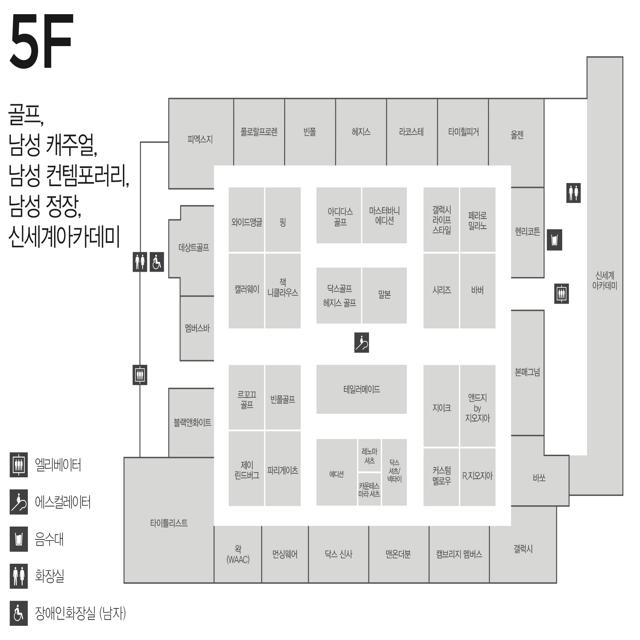 5F
골프,
남성 캐주얼,
남성 컨템포러리,
남성 정장,
신세계아카데미
피엑스지
폴로랄프로렌
빈폴
헤지스
라코스테
타미힐피거
올젠
와이드앵글
핑
아디다스
골프
마스터바니
에디션
갤럭시
라이프
스타일
페라로
밀라노
헨리코튼
데상트골프
캘러웨이
잭
니클라우스
닥스골프
헤지스 골프
말본
시리즈
바버
신세계
아카데미
멤버스바
르꼬끄
골프
빈폴골프
테일러메이드
지이크
앤드지
by
지오지아
본매그넘
블랙앤화이트
제이
린드버그
파리게이츠
에디션
레노마
셔츠
카운테스
마라 셔츠
닥스
셔츠/
넥타이
커스텀
멜로우
R.지오지아
바쏘
타이틀리스트
왁
(WAAC)
먼싱웨어
닥스 신사
맨온더분
캠브리지 멤버스
갤럭시
엘리베이터
에스컬레이터
음수대
화장실
장애인화장실 (남자)